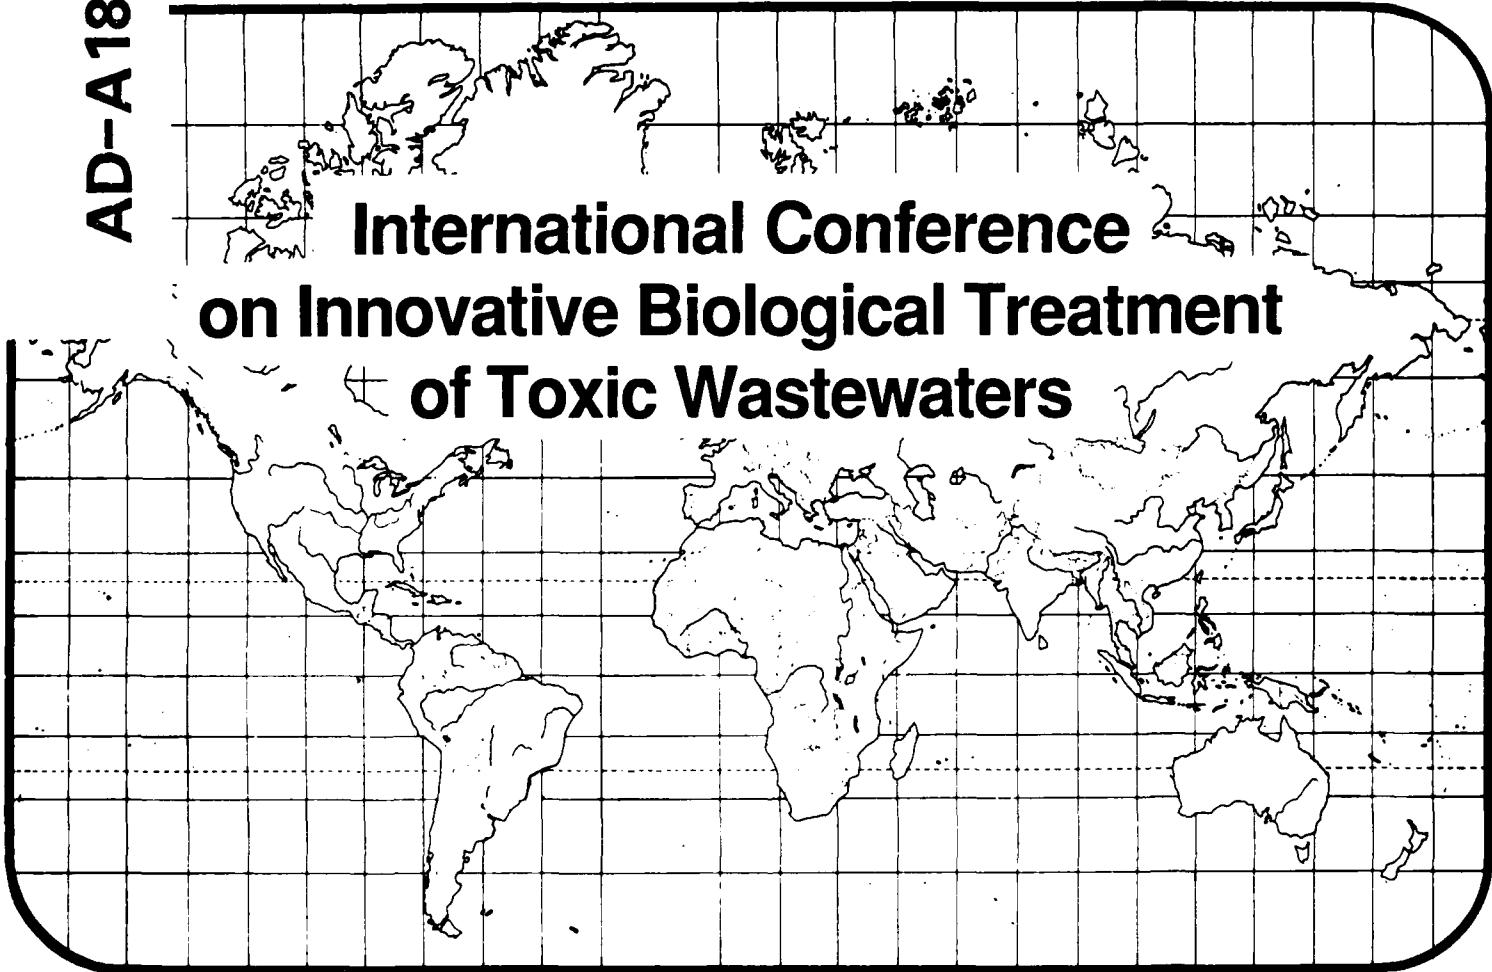 AD-A18
International Conference
on Innovative Biological Treatment
of Toxic Wastewaters